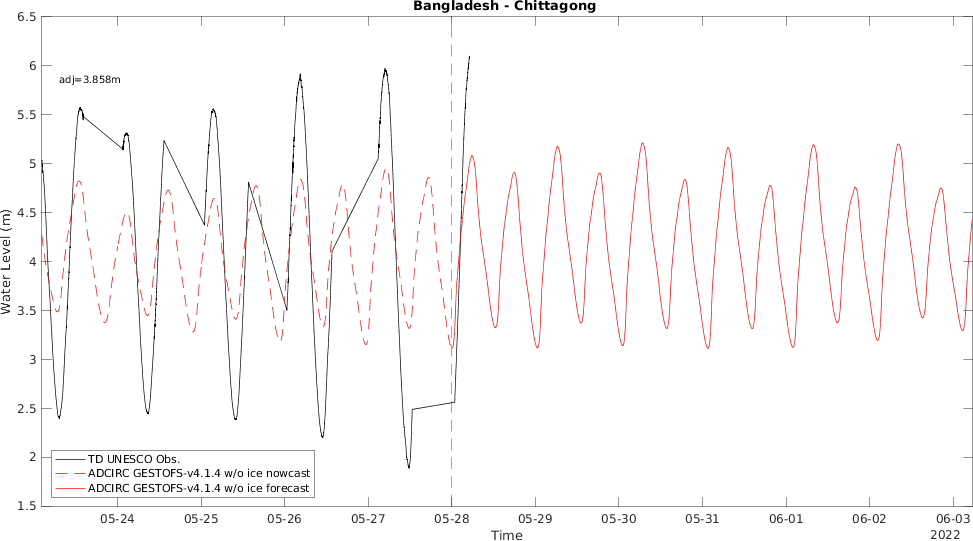 Bangladesh - Chittagong
6.5
6
5.5
5
4.5
4
3.5
3
2.5
2
1.5
Water Level (m)
adj=3.858m
TD UNESCO Obs.
ADCIRC GESTOFS-v4.1.4 w/o ice nowcast
ADCIRC GESTOFS-v4.1.4 w/o ice forecast
05-24 05-25 05-26 05-27 05-28 05-29 05-30 05-31 06-01 06-02 06-03
2022
Time